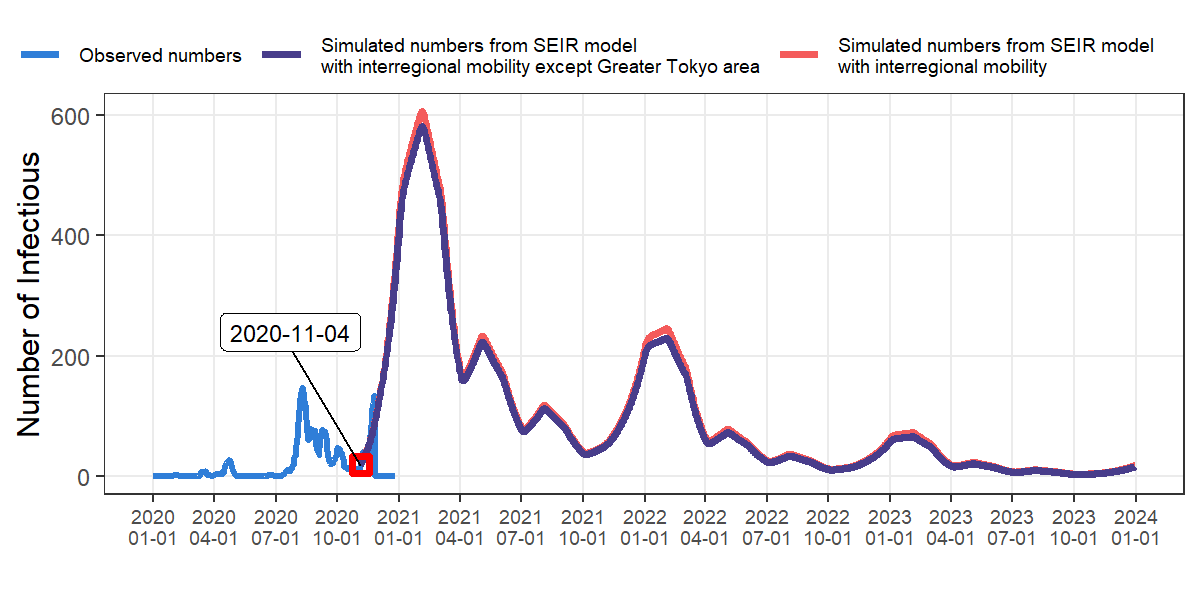 Observed numbers
Simulated numbers from SEIR model
with interregional mobility except Greater Tokyo area
Simulated numbers from SEIR model
with interregional mobility
Number of Infectious
600
400
200
0
2020-11-04
2020 2020 2020 2020 2021 2021 2021 2021 2022 2022 2022 2022 2023 2023 2023 2023 2024
01-01 04-01 07-01 10-01 01-01 04-01 07-01 10-01 01-01 04-01 07-01 10-01 01-01 04-01 07-01 10-01 01-01